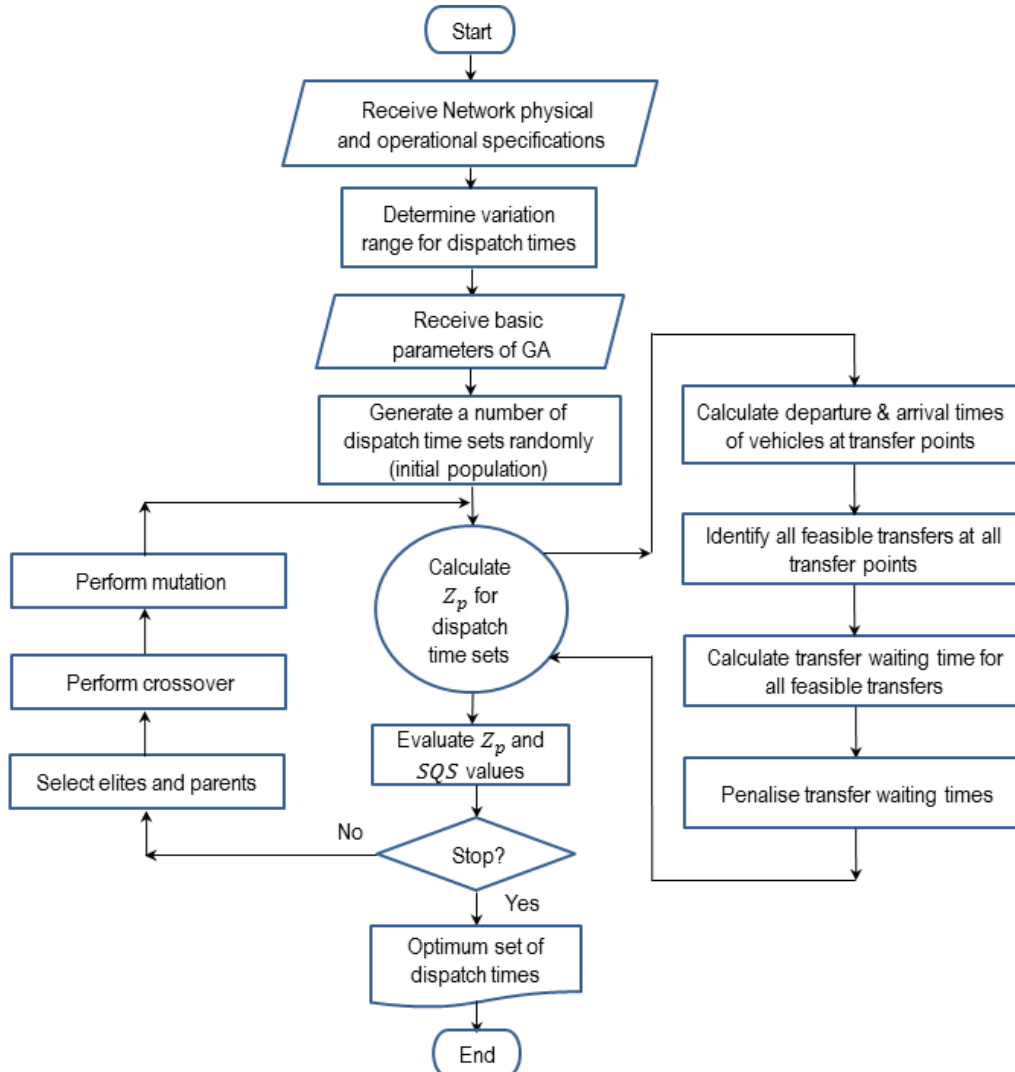 Start
Receive Network physical
and operational specifications
Determine variation
range for dispatch times
Receive basic
parameters of GA
Generate a number of
dispatch time sets randomly
(initial population)
Calculate
Z_p for
dispatch
time sets
Calculate departure & arrival times
of vehicles at transfer points
Identify all feasible transfers at all
transfer points
Calculate transfer waiting time for
all feasible transfers
Penalise transfer waiting times
Evaluate Z_p and
SQS values
Stop?
No
Select elites and parents
Perform crossover
Perform mutation
Yes
Optimum set of
dispatch times
End